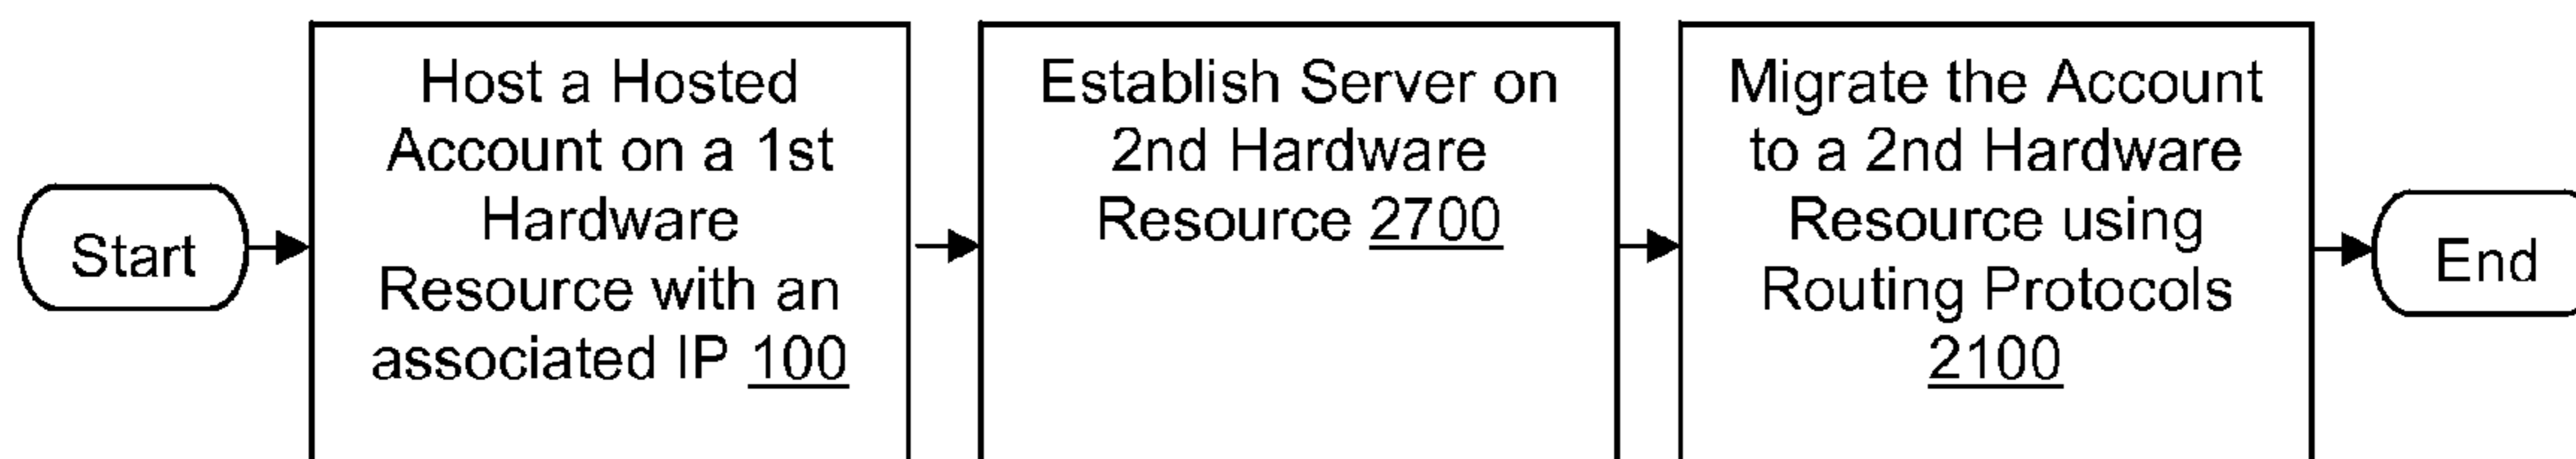 Start
Host a Hosted
Account on a 1st
Hardware
Resource with an
associated IP 100
Establish Server on
2nd Hardware
Resource 2700
Migrate the Account
to a 2nd Hardware
Resource using
Routing Protocols
2100
End